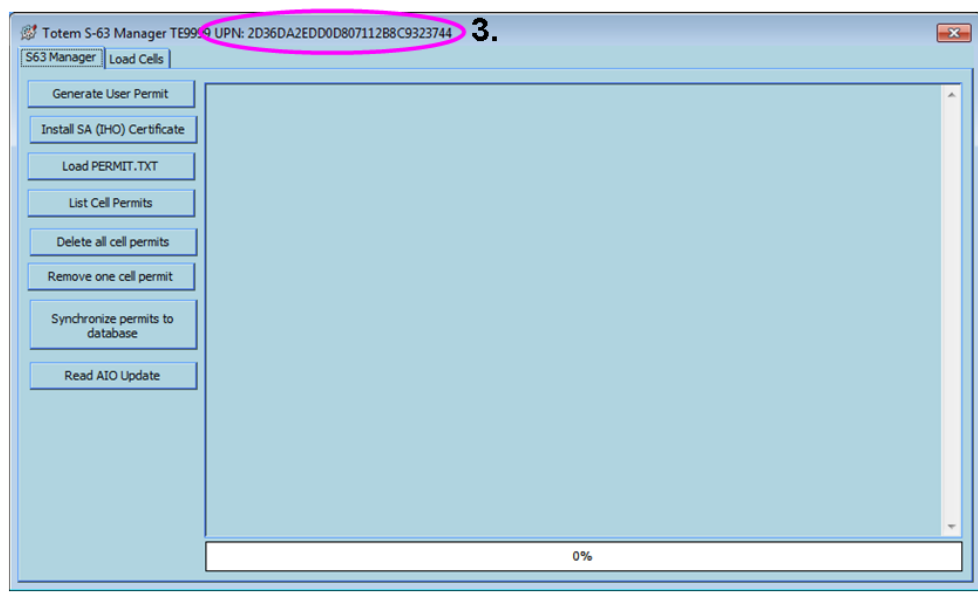 Totem S-63 Manager TE9999 UPN: 2D36DA2EDD0D807112B8C9323744 3.
S63 Manager Load Cells
Generate User Permit
Install SA (IHO) Certificate
Load PERMIT.TXT
List Cell Permits
Delete all cell permits
Remove one cell permit
Synchronize permits to
database
Read AIO Update
0%